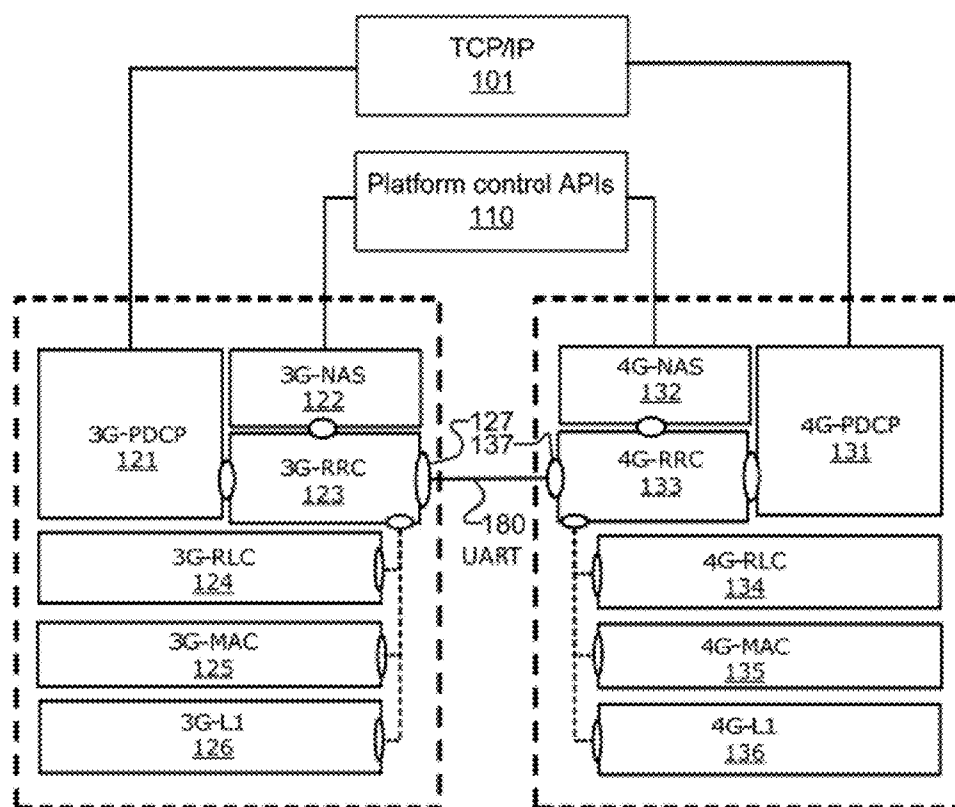 TCP/IP
101
Platform control APIs
110
3G-PDCP
121
3G-NAS
122
3G-RRC
123
127
137
180
UART
4G-NAS
132
4G-RRC
133
4G-PDCP
131
3G-RLC
124
3G-MAC
125
3G-L1
126
4G-RLC
134
4G-MAC
135
4G-L1
136